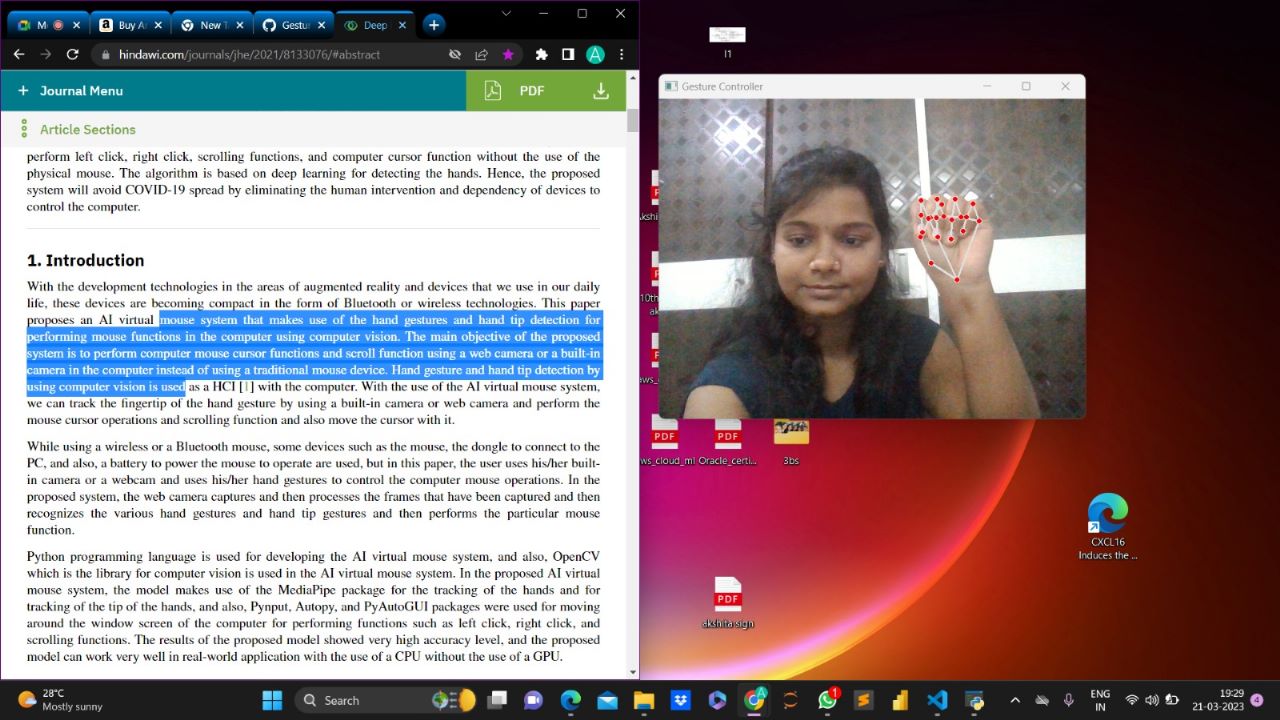 Buy A
New T
Gestur
Deep
hindawi.com/journals/jhe/2021/8133076/#abstract
A
Journal Menu
PDF
Article Sections
perform left click, right click, scrolling functions, and computer cursor function without the use of the
physical mouse. The algorithm is based on deep learning for detecting the hands. Hence, the proposed
system will avoid COVID-19 spread by eliminating the human intervention and dependency of devices to
control the computer.
1. Introduction
With the development technologies in the areas of augmented reality and devices that we use in our daily
life, these devices are becoming compact in the form of Bluetooth or wireless technologies. This paper
proposes an AI virtual mouse system that makes use of the hand gestures and hand tip detection for
performing mouse functions in the computer using computer vision. The main objective of the proposed
system is to perform computer mouse cursor functions and scroll function using a web camera or a built-in
camera in the computer instead of using a traditional mouse device. Hand gesture and hand tip detection by
using computer vision is used as a HCI [1] with the computer. With the use of the AI virtual mouse system,
we can track the fingertip of the hand gesture by using a built-in camera or web camera and perform the
mouse cursor operations and scrolling function and also move the cursor with it.
While using a wireless or a Bluetooth mouse, some devices such as the mouse, the dongle to connect to the
PC, and also, a battery to power the mouse to operate are used, but in this paper, the user uses his/her built-
in camera or a webcam and uses his/her hand gestures to control the computer mouse operations. In the
proposed system, the web camera captures and then processes the frames that have been captured and then
recognizes the various hand gestures and hand tip gestures and then performs the particular mouse
function.
Python programming language is used for developing the AI virtual mouse system, and also, OpenCV
which is the library for computer vision is used in the AI virtual mouse system. In the proposed AI virtual
mouse system, the model makes use of the MediaPipe package for the tracking of the hands and for
tracking of the tip of the hands, and also, Pynput, Autopy, and PyAutoGUI packages were used for moving
around the window screen of the computer for performing functions such as left click, right click, and
scrolling functions. The results of the proposed model showed very high accuracy level, and the proposed
model can work very well in real-world application with the use of a CPU without the use of a GPU.
Gesture Controller
PDF
PDF
ws_cloud_ml
Oracle_certi...
3bs
CXCL16
Induces the ...
PDF
akshita sign
28°C
Mostly sunny
Search
A
1
ENG
IN
19:29
21-03-2023
4